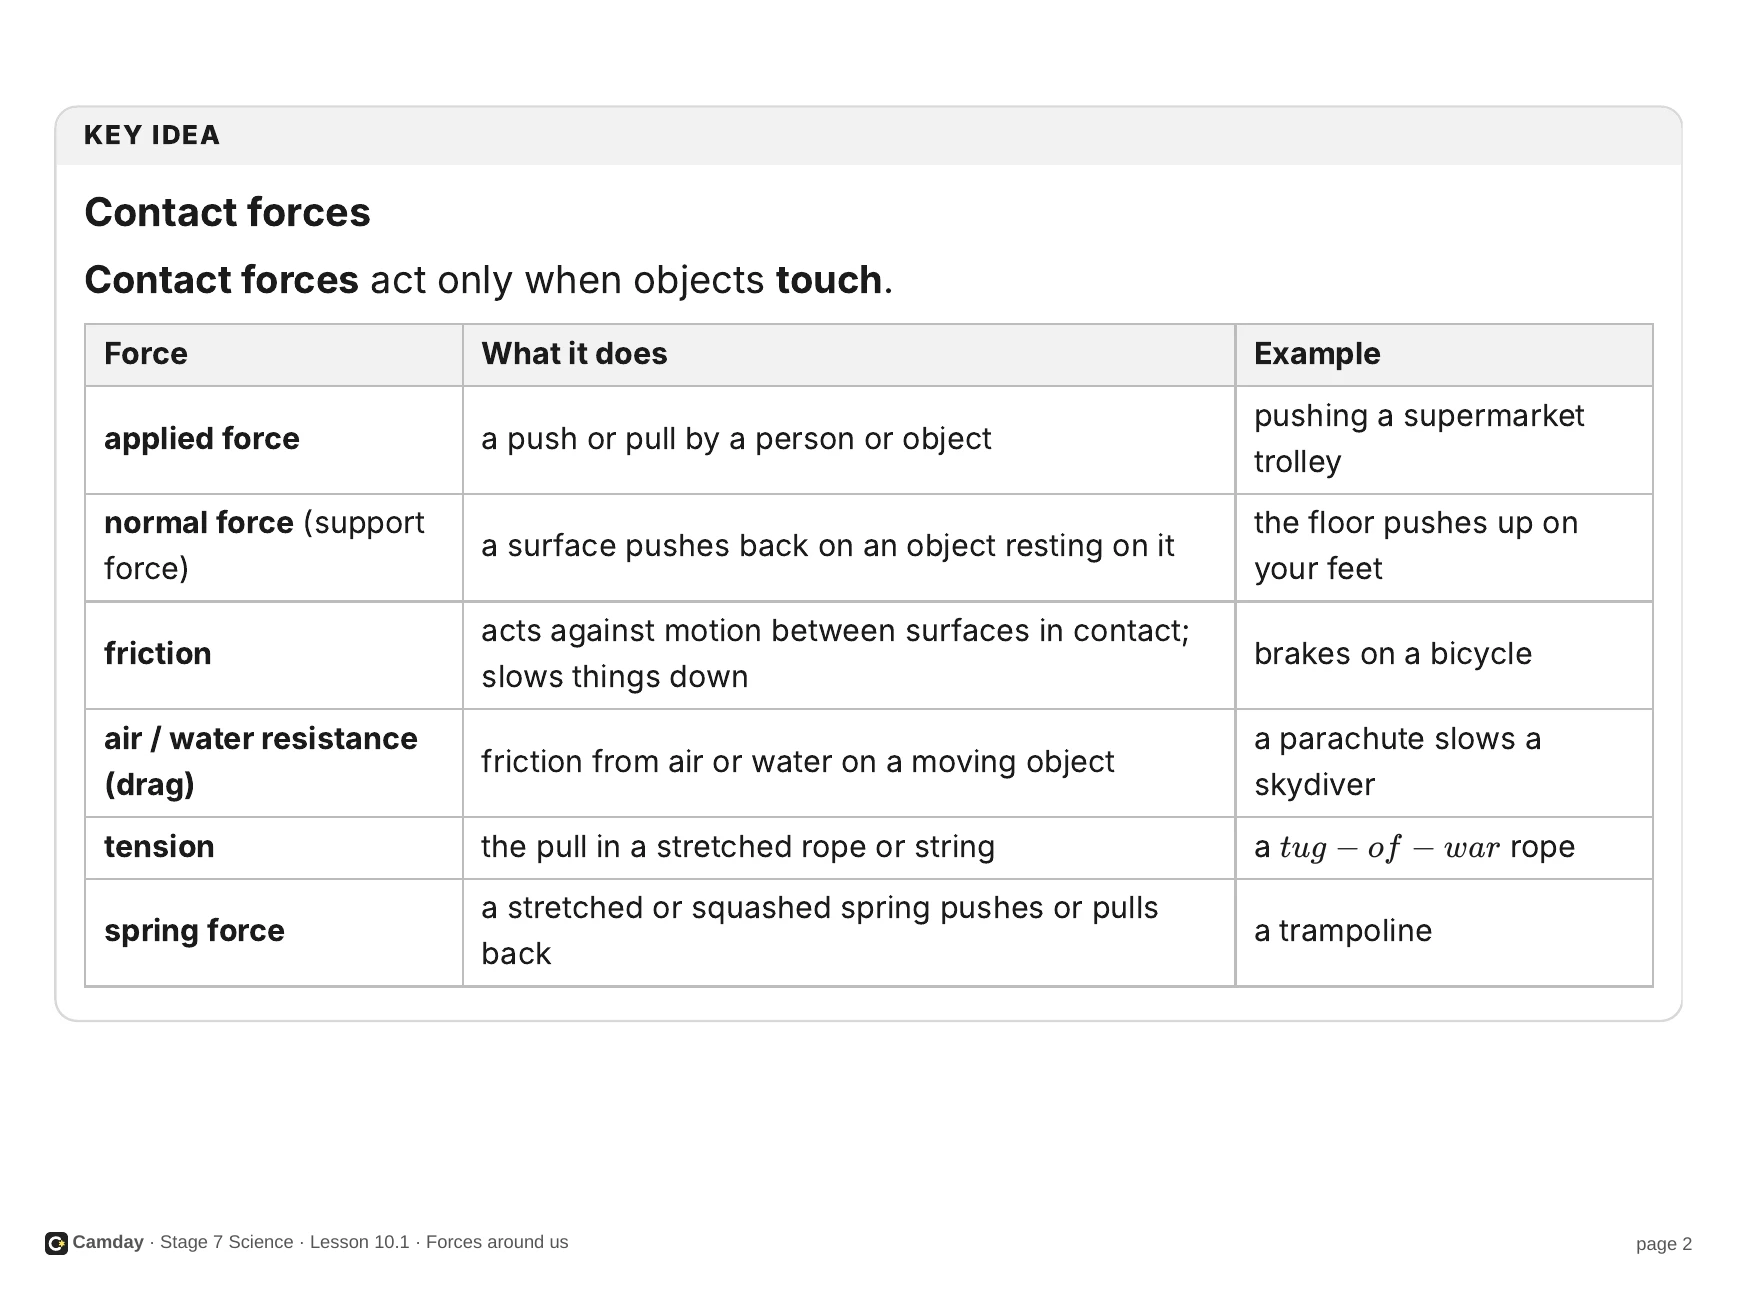 KEY IDEA
Contact forces
Contact forces act only when objects touch.
Force What it does Example
applied force a push or pull by a person or object pushing a supermarket
trolley
normal force (support
force) a surface pushes back on an object resting on it the floor pushes up on
your feet
friction acts against motion between surfaces in contact;
slows things down brakes on a bicycle
air / water resistance
(drag) friction from air or water on a moving object a parachute slows a
skydiver
tension the pull in a stretched rope or string a tug − of − war rope
spring force a stretched or squashed spring pushes or pulls
back a trampoline
Camday · Stage 7 Science · Lesson 10.1 · Forces around us page 2